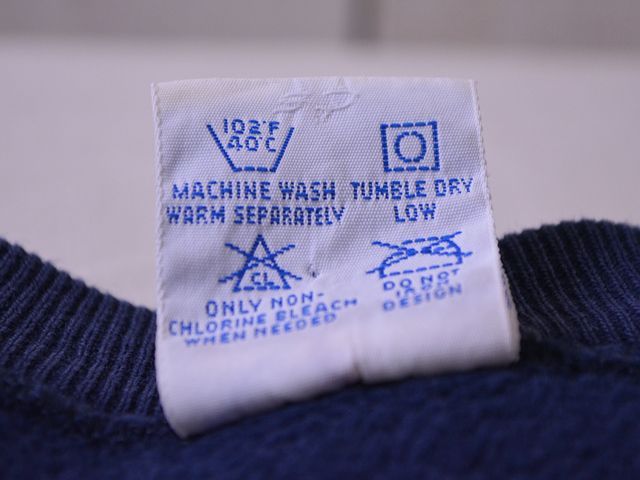 102°F
40°C
MACHINE WASH
WARM SEPARATELY
TUMBLE DRY
LOW
CL
ONLY NON-
CHLORINE BLEACH
WHEN NEEDED
DO NOT
IRON
DESIGN